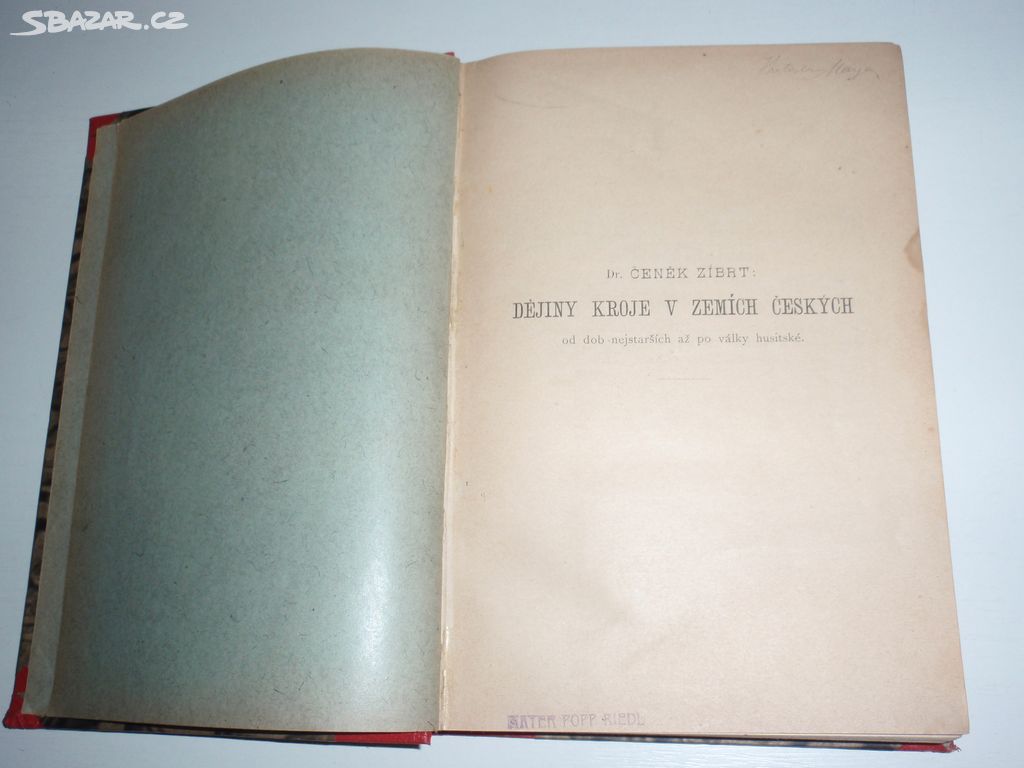 SBAZAR.CZ
Dr. ČENĚK ZÍBRT:
DĚJINY KROJE V ZEMÍCH ČESKÝCH
od dob nejstarších až po války husitské.